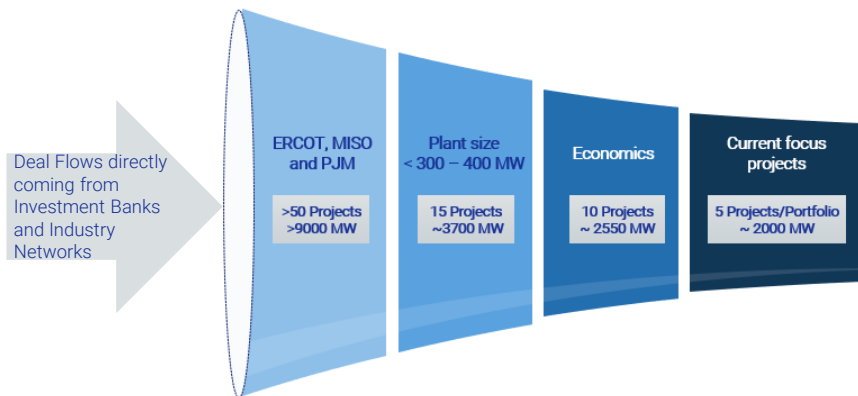 Deal Flows directly
coming from
Investment Banks
and Industry
Networks
ERCOT, MISO
and PJM
>50 Projects
>9000 MW
Plant size
< 300 – 400 MW
15 Projects
~3700 MW
Economics
10 Projects
~ 2550 MW
Current focus
projects
5 Projects/Portfolio
~ 2000 MW